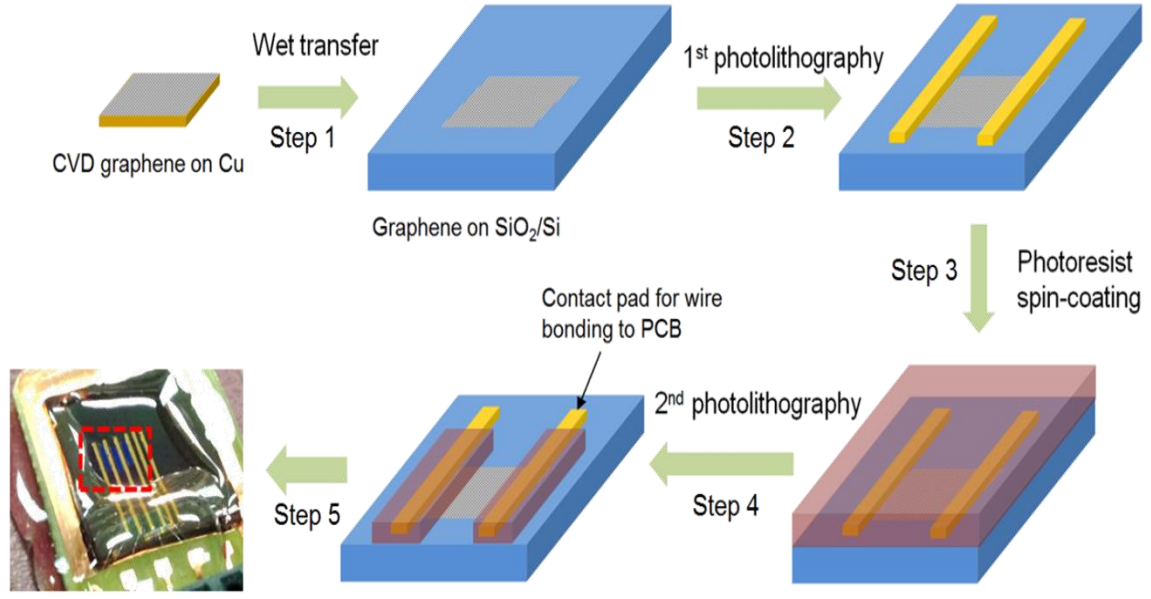 Wet transfer
Step 1
CVD graphene on Cu
Graphene on SiO₂/Si
1ˢᵗ photolithography
Step 2
Step 3
Photoresist
spin-coating
Contact pad for wire
bonding to PCB
2ⁿᵈ photolithography
Step 4
Step 5